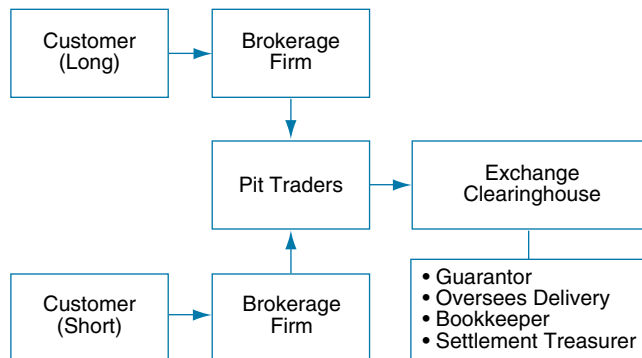 Customer
(Long)
Brokerage
Firm
Pit Traders
Exchange
Clearinghouse
Customer
(Short)
Brokerage
Firm
• Guarantor
• Oversees Delivery
• Bookkeeper
• Settlement Treasurer